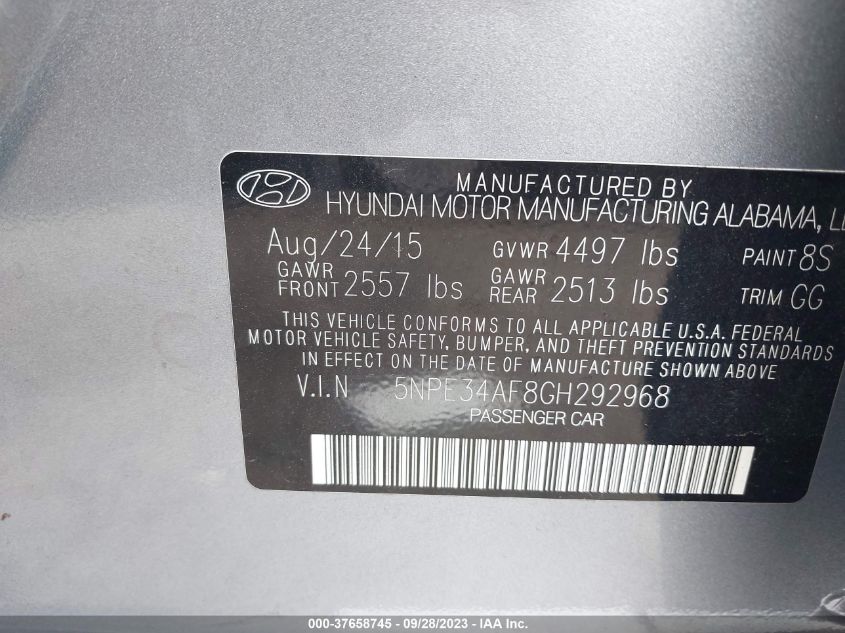 MANUFACTURED BY
HYUNDAI MOTOR MANUFACTURING ALABAMA,
Aug/24/15 GVWR 4497 lbs PAINT 8S
GAWR FRONT 2557 lbs GAWR REAR 2513 lbs TRIM GG
THIS VEHICLE CONFORMS TO ALL APPLICABLE U.S.A. FEDERAL
MOTOR VEHICLE SAFETY, BUMPER, AND THEFT PREVENTION STANDARDS
IN EFFECT ON THE DATE OF MANUFACTURE SHOWN ABOVE
V.I.N 5NPE34AF8GH292968
PASSENGER CAR
000-37658745 - 09/28/2023 - IAA Inc.